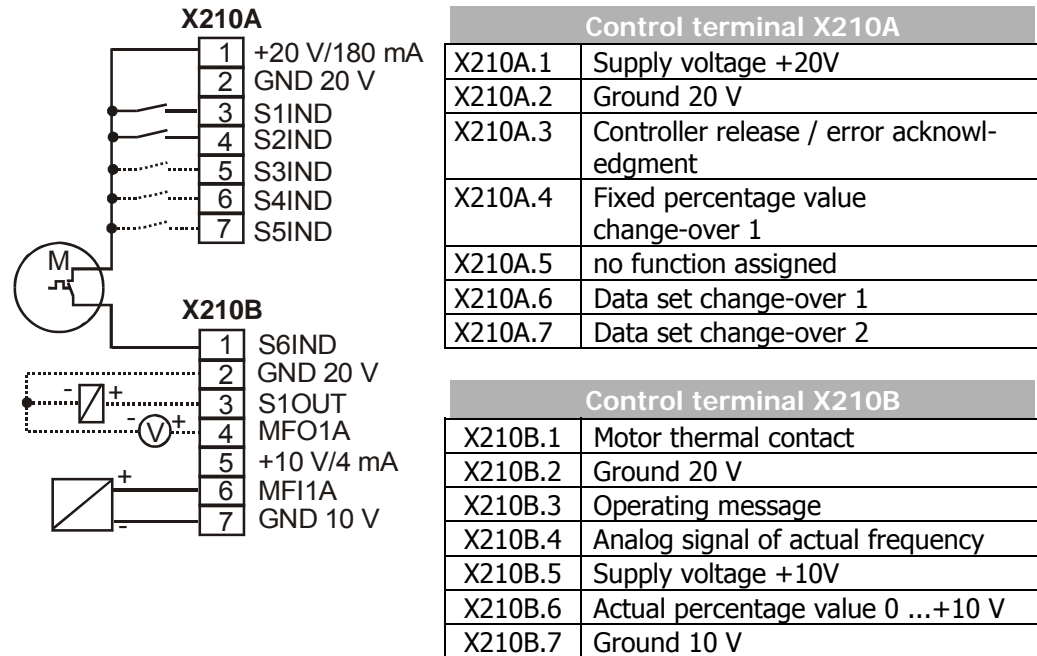 X210A
1 +20 V/180 mA
2 GND 20 V
3 S1IND
4 S2IND
5 S3IND
6 S4IND
7 S5IND
M
X210B
1 S6IND
2 GND 20 V
- + 3 S1OUT
- V + 4 MFO1A
5 +10 V/4 mA
+ 6 MFI1A
- 7 GND 10 V
Control terminal X210A
X210A.1 Supply voltage +20V
X210A.2 Ground 20 V
X210A.3 Controller release / error acknowl-
edgment
X210A.4 Fixed percentage value
change-over 1
X210A.5 no function assigned
X210A.6 Data set change-over 1
X210A.7 Data set change-over 2
Control terminal X210B
X210B.1 Motor thermal contact
X210B.2 Ground 20 V
X210B.3 Operating message
X210B.4 Analog signal of actual frequency
X210B.5 Supply voltage +10V
X210B.6 Actual percentage value 0 ...+10 V
X210B.7 Ground 10 V